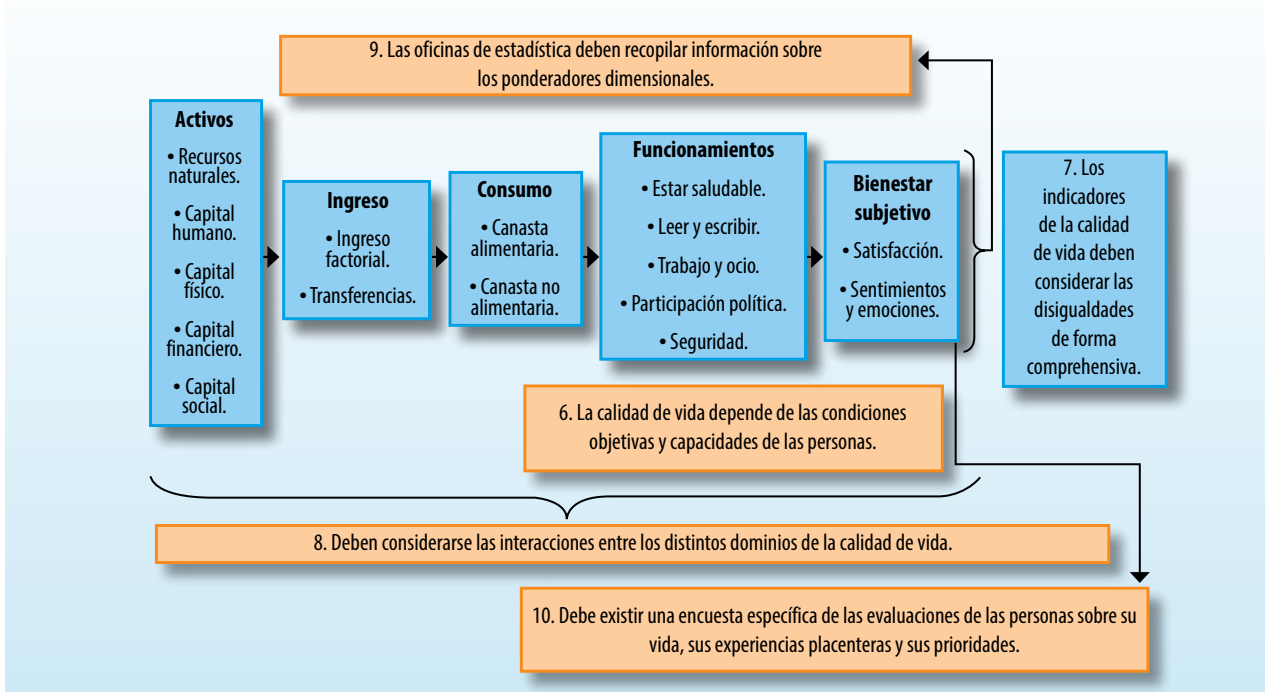 9. Las oficinas de estadística deben recopilar información sobre
los ponderadores dimensionales.
Activos
• Recursos
naturales.
• Capital
humano.
• Capital
físico.
• Capital
financiero.
• Capital
social.
Ingreso
• Ingreso
factorial.
• Transferencias.
Consumo
• Canasta
alimentaria.
• Canasta no
alimentaria.
Funcionamientos
• Estar saludable.
• Leer y escribir.
• Trabajo y ocio.
• Participación política.
• Seguridad.
Bienestar
subjetivo
• Satisfacción.
• Sentimientos
y emociones.
7. Los
indicadores
de la calidad
de vida deben
considerar las
disigualdades
de forma
comprehensiva.
6. La calidad de vida depende de las condiciones
objetivas y capacidades de las personas.
8. Deben considerarse las interacciones entre los distintos dominios de la calidad de vida.
10. Debe existir una encuesta específica de las evaluaciones de las personas sobre su
vida, sus experiencias placenteras y sus prioridades.